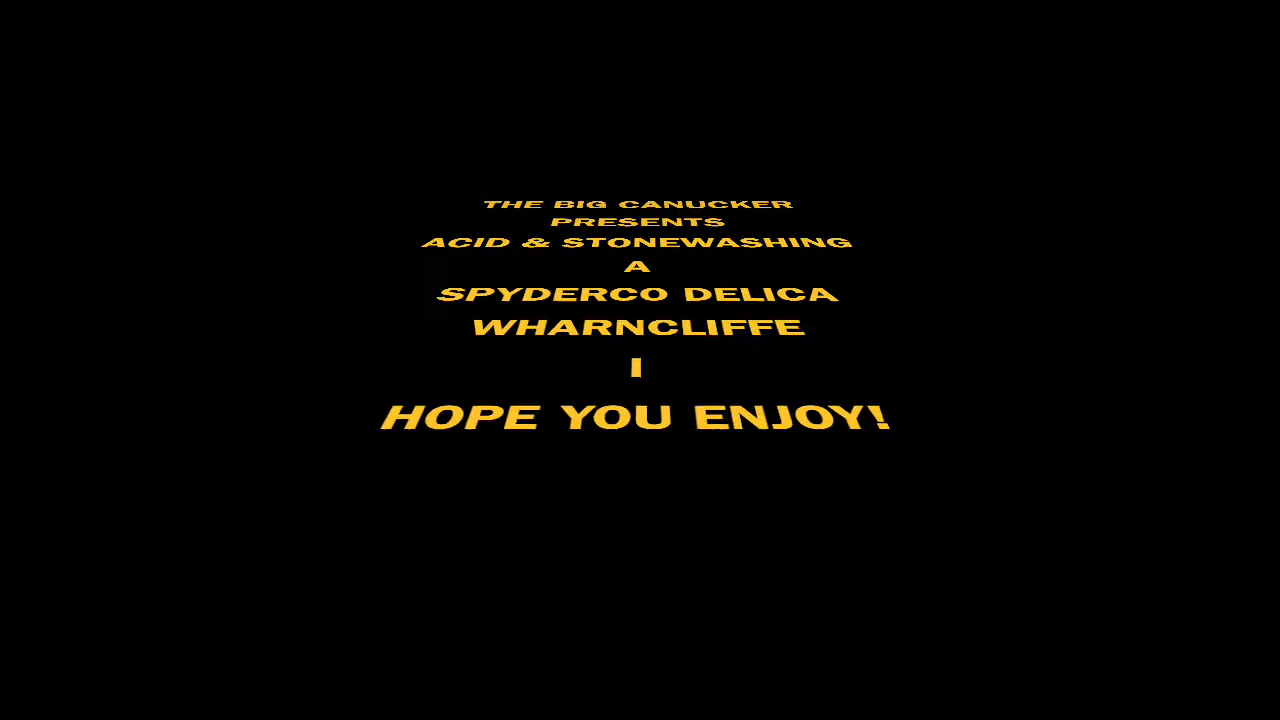 THE BIG CANUCKER
PRESENTS
ACID & STONEWASHING
A
SPYDERCO DELICA
WHARNCLIFFE
I
HOPE YOU ENJOY!